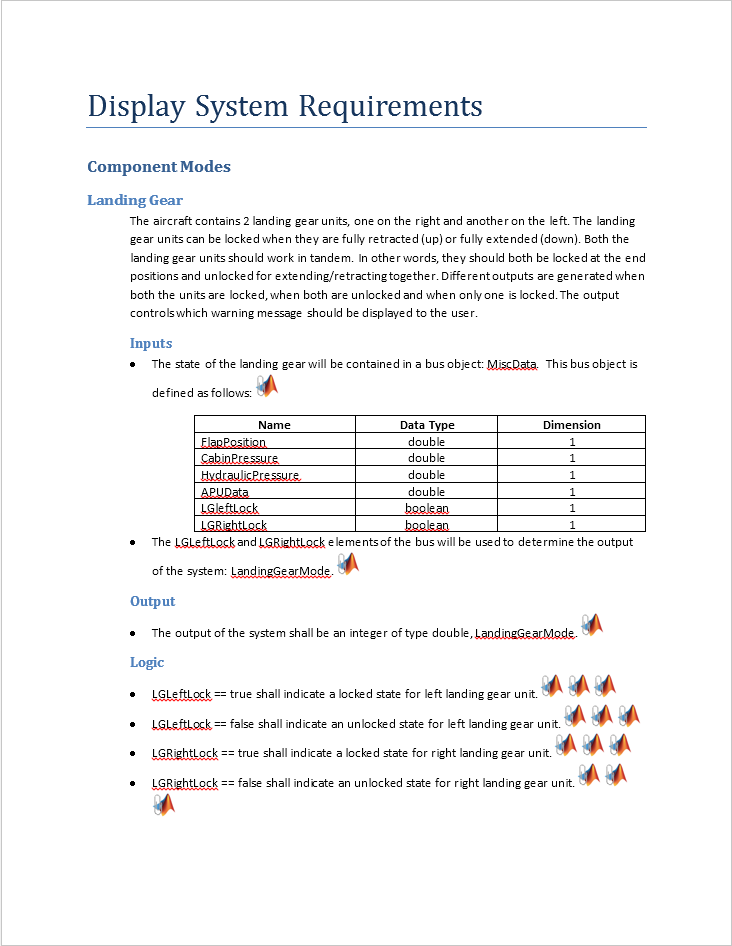 Display System Requirements
Component Modes
Landing Gear
The aircraft contains 2 landing gear units, one on the right and another on the left. The landing
gear units can be locked when they are fully retracted (up) or fully extended (down). Both the
landing gear units should work in tandem. In other words, they should both be locked at the end
positions and unlocked for extending/retracting together. Different outputs are generated when
both the units are locked, when both are unlocked and when only one is locked. The output
controls which warning message should be displayed to the user.
Inputs
• The state of the landing gear will be contained in a bus object: MiscData. This bus object is
defined as follows:
Name Data Type Dimension
FlapPosition double 1
CabinPressure double 1
HydraulicPressure double 1
APUData double 1
LGleftLock boolean 1
LGRightLock boolean 1
• The LGLeftLock and LGRightLock elements of the bus will be used to determine the output
of the system: LandingGearMode.
Output
• The output of the system shall be an integer of type double, LandingGearMode.
Logic
• LGLeftLock == true shall indicate a locked state for left landing gear unit.
• LGLeftLock == false shall indicate an unlocked state for left landing gear unit.
• LGRightLock == true shall indicate a locked state for right landing gear unit.
• LGRightLock == false shall indicate an unlocked state for right landing gear unit.